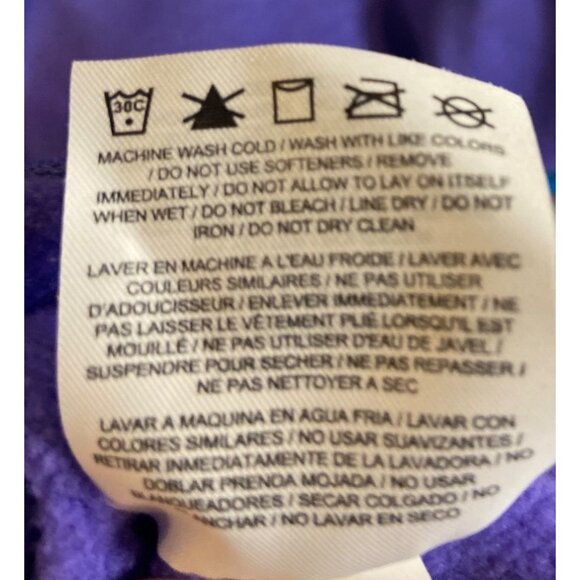 30C
MACHINE WASH COLD / WASH WITH LIKE COLORS
/ DO NOT USE SOFTENERS / REMOVE
IMMEDIATELY / DO NOT ALLOW TO LAY ON ITSELF
WHEN WET / DO NOT BLEACH / LINE DRY / DO NOT
IRON / DO NOT DRY CLEAN
LAVER EN MACHINE A L'EAU FROIDE / LAVER AVEC
COULEURS SIMILAIRES / NE PAS UTILISER
D'ADOUCISSEUR / ENLEVER IMMEDIATEMENT / NE
PAS LAISSER LE VÊTEMENT PLIÉ LORSQU'IL EST
MOUILLÉ / NE PAS UTILISER D'EAU DE JAVEL /
SUSPENDRE POUR SECHER / NE PAS REPASSER /
NE PAS NETTOYER A SEC
LAVAR A MAQUINA EN AGUA FRIA / LAVAR CON
COLORES SIMILARES / NO USAR SUAVIZANTES /
RETIRAR INMEDIATAMENTE DE LA LAVADORA / NO
DOBLAR PRENDA MOJADA / NO USAR
BLANQUEADORES / SECAR COLGADO / NO
ANCHAR / NO LAVAR EN SECO